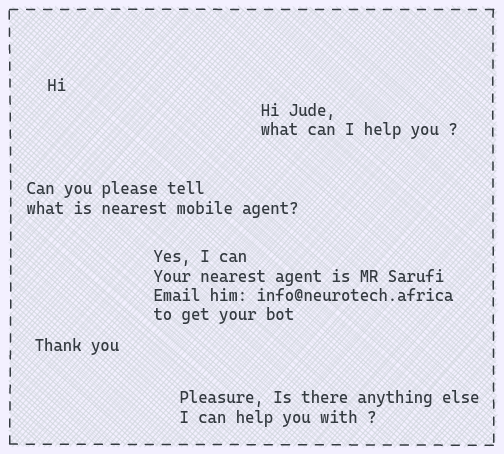 Hi
Hi Jude,
what can I help you ?
Can you please tell
what is nearest mobile agent?
Yes, I can
Your nearest agent is MR Sarufi
Email him: info@neurotech.africa
to get your bot
Thank you
Pleasure, Is there anything else
I can help you with ?